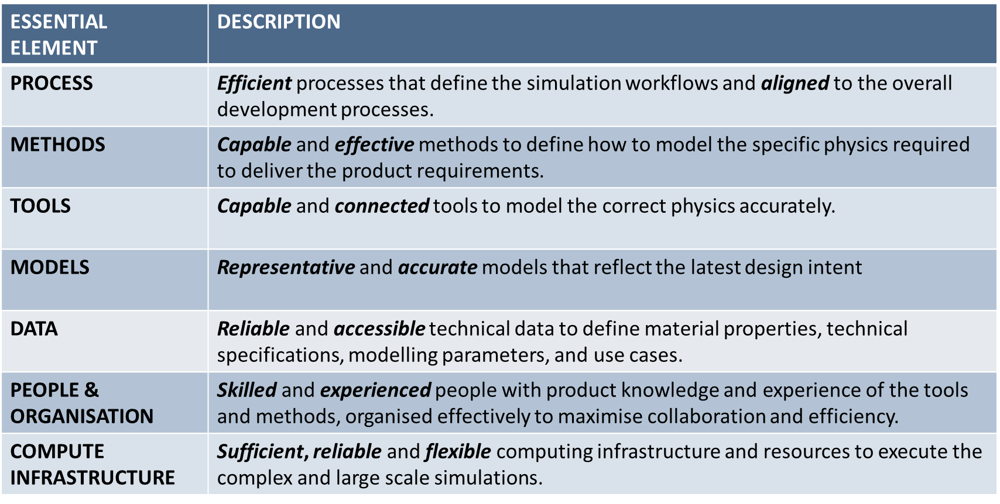 ESSENTIAL
ELEMENT
DESCRIPTION
PROCESS
Efficient processes that define the simulation workflows and aligned to the overall
development processes.
METHODS
Capable and effective methods to define how to model the specific physics required
to deliver the product requirements.
TOOLS
Capable and connected tools to model the correct physics accurately.
MODELS
Representative and accurate models that reflect the latest design intent
DATA
Reliable and accessible technical data to define material properties, technical
specifications, modelling parameters, and use cases.
PEOPLE &
ORGANISATION
Skilled and experienced people with product knowledge and experience of the tools
and methods, organised effectively to maximise collaboration and efficiency.
COMPUTE
INFRASTRUCTURE
Sufficient, reliable and flexible computing infrastructure and resources to execute the
complex and large scale simulations.